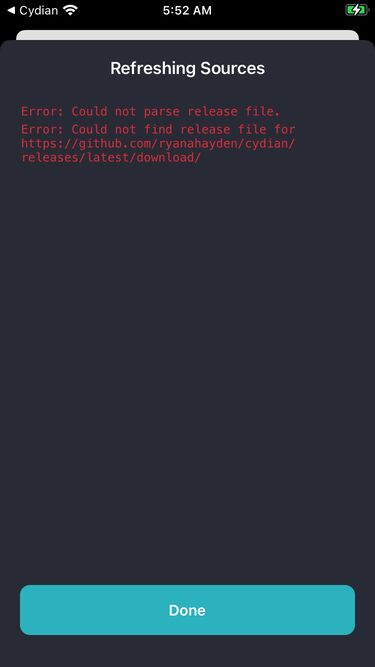 ◀ Cydian 5:52 AM
Refreshing Sources
Error: Could not parse release file.
Error: Could not find release file for
https://github.com/ryanahayden/cydian/
releases/latest/download/
Done